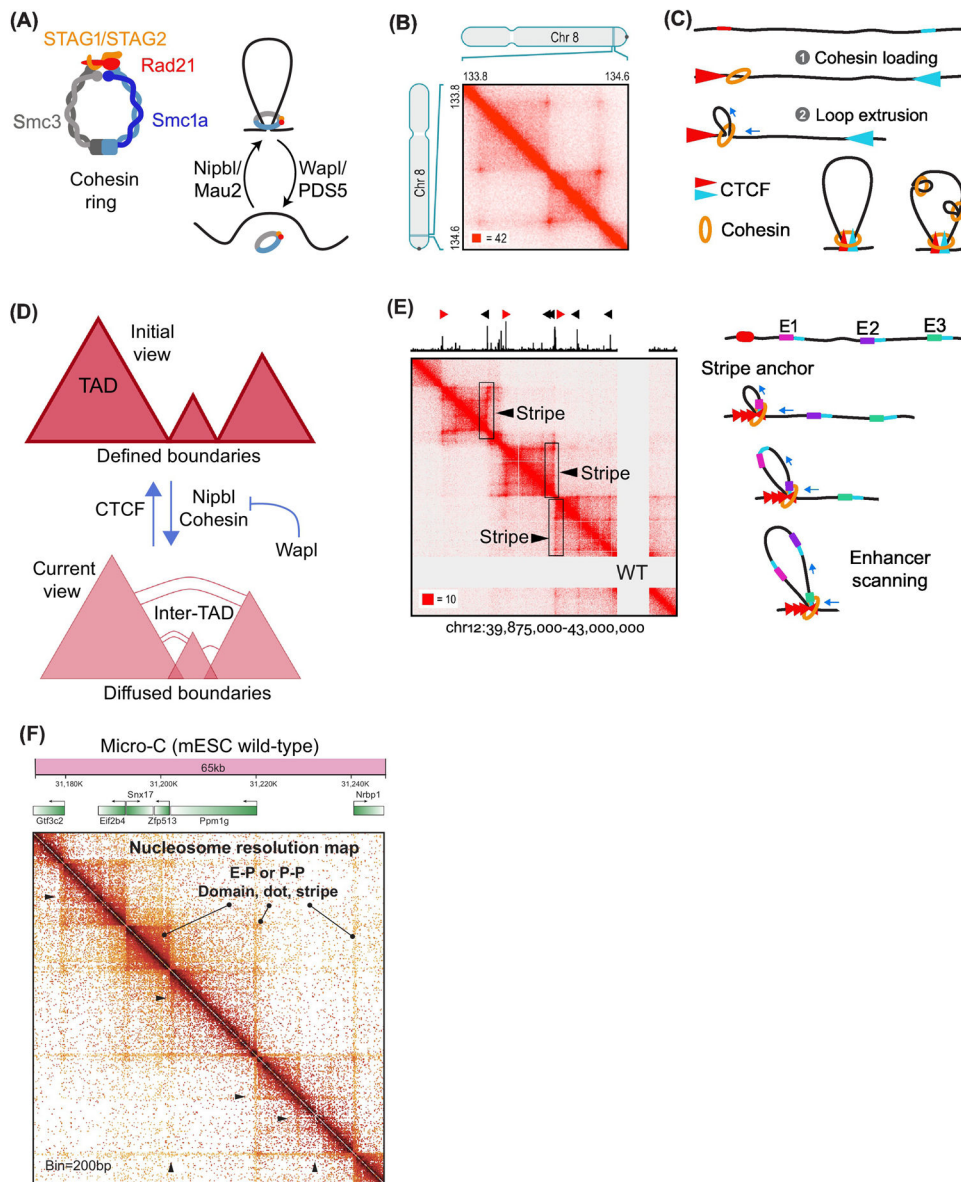 (A)
STAG1/STAG2
Rad21
Smc3
Smc1a
Cohesin
ring
Nipbl/
Mau2
Wapl/
PDS5
(B)
Chr 8
133.8
134.6
Chr 8
133.8
134.6
= 42
(C)
1 Cohesin loading
2 Loop extrusion
CTCF
Cohesin
(D)
Initial
view
TAD
Defined boundaries
CTCF
Nipbl
Cohesin
Wapl
Current
view
Inter-TAD
Diffused boundaries
(E)
Stripe
Stripe
Stripe
WT
= 10
chr12:39,875,000-43,000,000
E1
E2
E3
Stripe anchor
Enhancer
scanning
(F)
Micro-C (mESC wild-type)
65kb
31,180K
31,200K
31,220K
31,240K
Snx17
Nrbp1
Gtf3c2
Eif2b4
Zfp513
Ppm1g
Nucleosome resolution map
E-P or P-P
Domain, dot, stripe
Bin=200bp